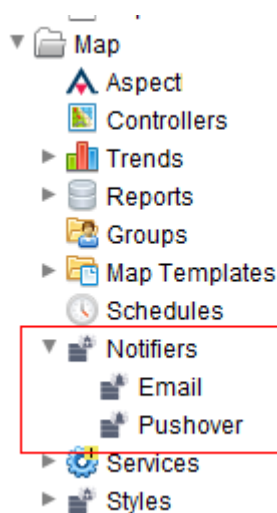 Map
Aspect
Controllers
Trends
Reports
Groups
Map Templates
Schedules
Notifiers
Email
Pushover
Services
Styles